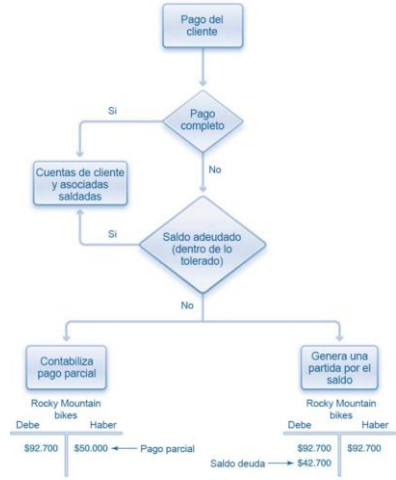 Pago del
cliente
Si
Pago
completo
No
Cuentas de cliente
y asociadas
saldadas
Si
Saldo adeudado
(dentro de lo
tolerado)
No
Contabiliza
pago parcial
Genera una
partida por el
saldo
Rocky Mountain
bikes
Debe Haber
$92.700 $50.000 Pago parcial
Rocky Mountain
bikes
Debe Haber
$92.700 $92.700
Saldo deuda $42.700